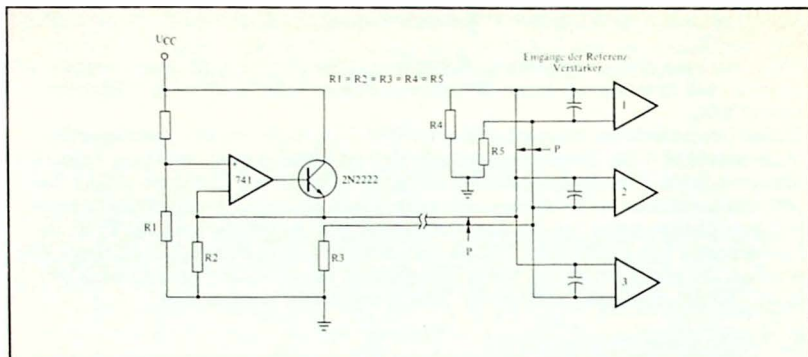 UCC
R1 = R2 = R3 = R4 = R5
Eingänge der Referenz
Verstärker
R4
R5
P
1
+
741
2N2222
2
R1
R2
R3
P
3